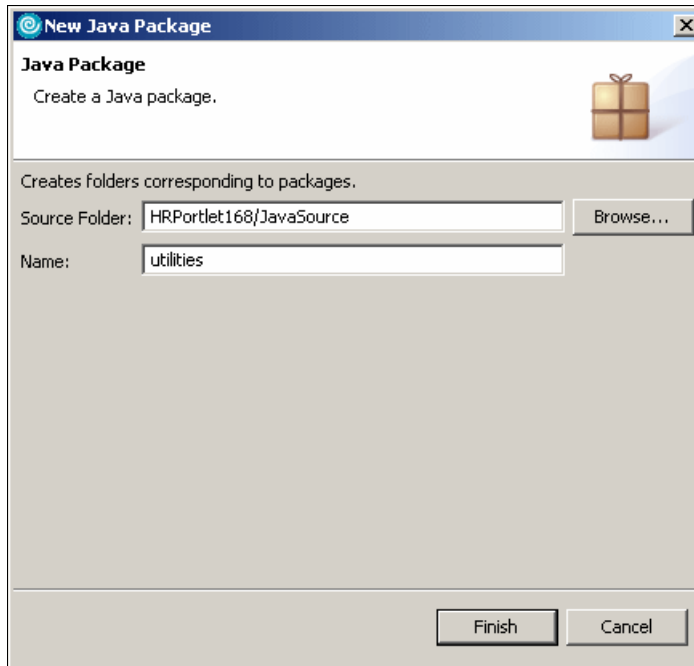 New Java Package
Java Package
Create a Java package.
Creates folders corresponding to packages.
Source Folder: HRPortlet168/JavaSource Browse...
Name: utilities
Finish Cancel